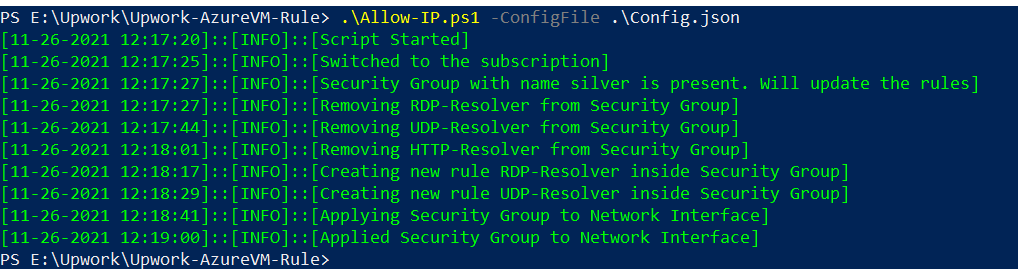 PS E:\Upwork\Upwork-AzureVM-Rule> .\Allow-IP.ps1 -ConfigFile .\Config.json
[11-26-2021 12:17:20]::[INFO]::[Script Started]
[11-26-2021 12:17:25]::[INFO]::[Switched to the subscription]
[11-26-2021 12:17:27]::[INFO]::[Security Group with name silver is present. Will update the rules]
[11-26-2021 12:17:27]::[INFO]::[Removing RDP-Resolver from Security Group]
[11-26-2021 12:17:44]::[INFO]::[Removing UDP-Resolver from Security Group]
[11-26-2021 12:18:01]::[INFO]::[Removing HTTP-Resolver from Security Group]
[11-26-2021 12:18:17]::[INFO]::[Creating new rule RDP-Resolver inside Security Group]
[11-26-2021 12:18:29]::[INFO]::[Creating new rule UDP-Resolver inside Security Group]
[11-26-2021 12:18:41]::[INFO]::[Applying Security Group to Network Interface]
[11-26-2021 12:19:00]::[INFO]::[Applied Security Group to Network Interface]
PS E:\Upwork\Upwork-AzureVM-Rule>